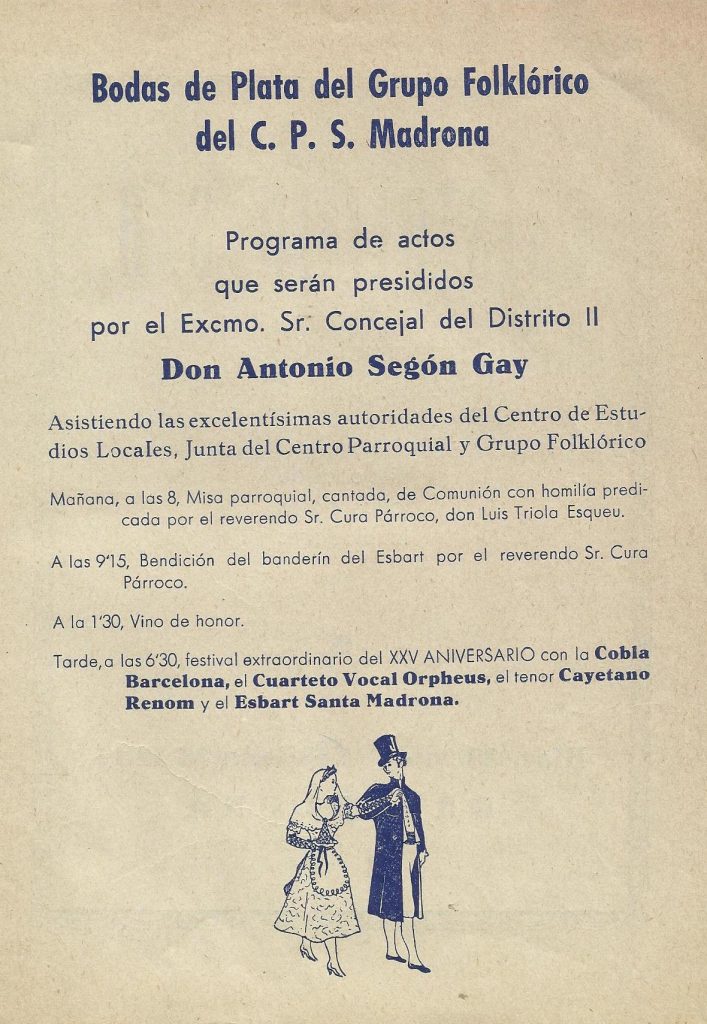 Bodas de Plata del Grupo Folklórico
del C. P. S. Madrona
Programa de actos
que serán presididos
por el Excmo. Sr. Concejal del Distrito II
Don Antonio Segón Gay
Asistiendo las excelentísimas autoridades del Centro de Estu-
dios Locales, Junta del Centro Parroquial y Grupo Folklórico
Mañana, a las 8, Misa parroquial, cantada, de Comunión con homilía predi-
cada por el reverendo Sr. Cura Párroco, don Luis Triola Esqueu.
A las 9'15, Bendición del banderín del Esbart por el reverendo Sr. Cura
Párroco.
A la 1'30, Vino de honor.
Tarde, a las 6'30, festival extraordinario del XXV ANIVERSARIO con la Cobla
Barcelona, el Cuarteto Vocal Orpheus, el tenor Cayetano
Renom y el Esbart Santa Madrona.